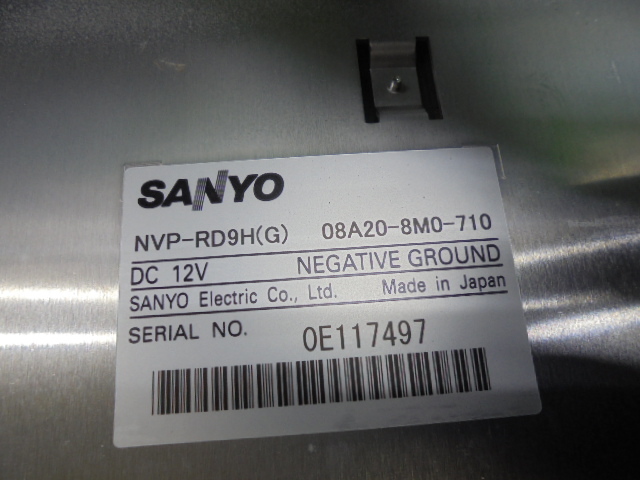 SANYO
NVP-RD9H(G) 08A20-8M0-710
DC 12V NEGATIVE GROUND
SANYO Electric Co., Ltd. Made in Japan
SERIAL NO. 0E117497